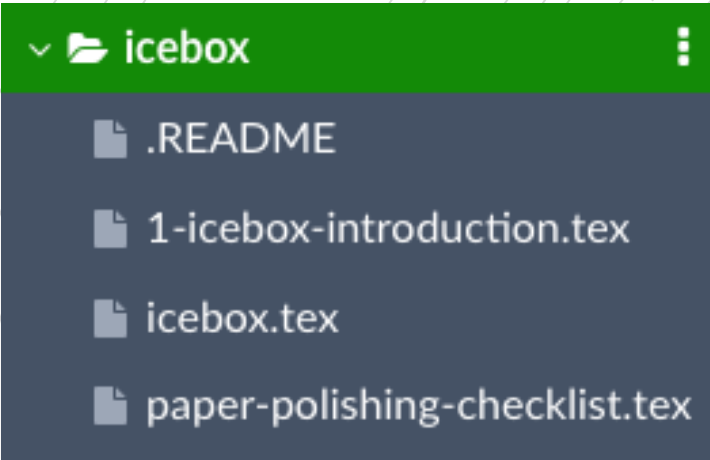 icebox
.README
1-icebox-introduction.tex
icebox.tex
paper-polishing-checklist.tex